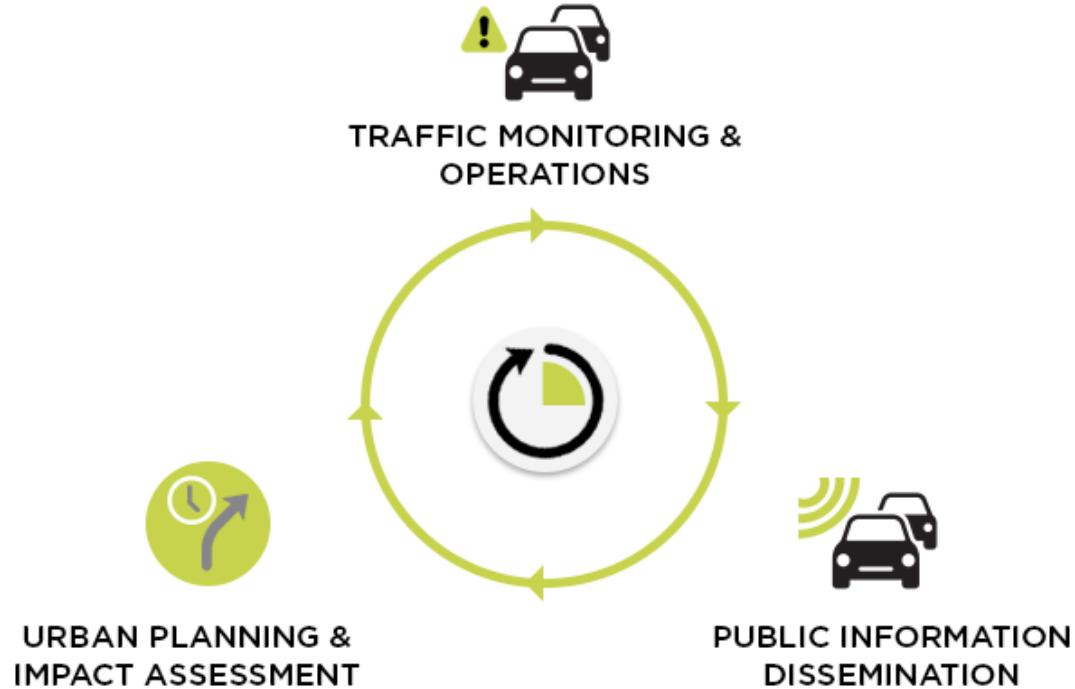 TRAFFIC MONITORING &
OPERATIONS
URBAN PLANNING &
IMPACT ASSESSMENT
PUBLIC INFORMATION
DISSEMINATION